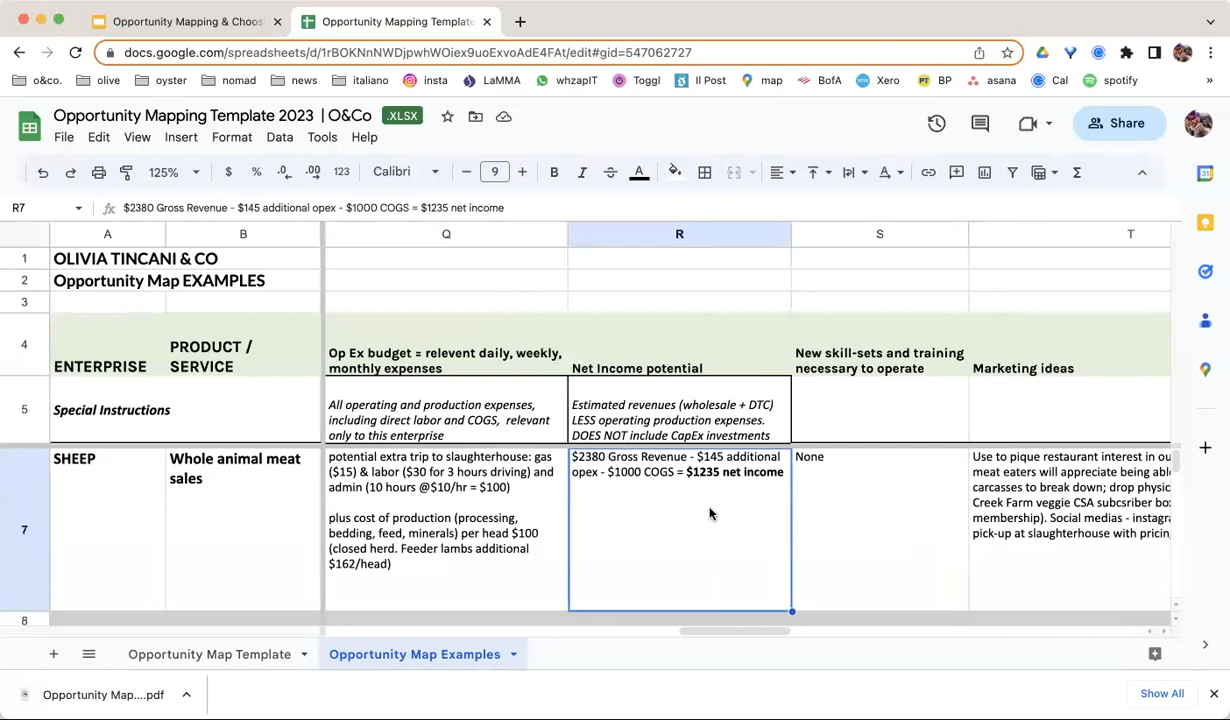 Opportunity Mapping & Choos
Opportunity Mapping Template
docs.google.com/spreadsheets/d/1rBOKNnNWDjpwhWOiex9uoExvoAdE4FAt/edit#gid=547062727
o&co. olive oyster nomad news italiano insta LaMMA whzapIT Toggl Il Post map BofA Xero BP asana Cal spotify »
Opportunity Mapping Template 2023 | O&Co .XLSX
File Edit View Insert Format Data Tools Help
Share
125% $ % .0 .00 123 Calibri 9 B I A
R7 fx $2380 Gross Revenue - $145 additional opex - $1000 COGS = $1235 net income
A B Q R S T
1 OLIVIA TINCANI & CO
2 Opportunity Map EXAMPLES
3
4
ENTERPRISE
PRODUCT /
SERVICE
Op Ex budget = relevent daily, weekly,
monthly expenses
Net Income potential
New skill-sets and training
necessary to operate
Marketing ideas
5
Special Instructions
All operating and production expenses,
including direct labor and COGS, relevant
only to this enterprise
Estimated revenues (wholesale + DTC)
LESS operating production expenses.
DOES NOT include CapEx investments
7
SHEEP
Whole animal meat
sales
potential extra trip to slaughterhouse: gas
($15) & labor ($30 for 3 hours driving) and
admin (10 hours @$10/hr = $100)
plus cost of production (processing,
bedding, feed, minerals) per head $100
(closed herd. Feeder lambs additional
$162/head)
$2380 Gross Revenue - $145 additional
opex - $1000 COGS = $1235 net income
None
Use to pique restaurant interest in ou
meat eaters will appreciate being abl
carcasses to break down; drop physic
Creek Farm veggie CSA subcsriber bo
membership). Social medias - instagra
pick-up at slaughterhouse with pricin
8
Opportunity Map Template
Opportunity Map Examples
Opportunity Map....pdf
Show All